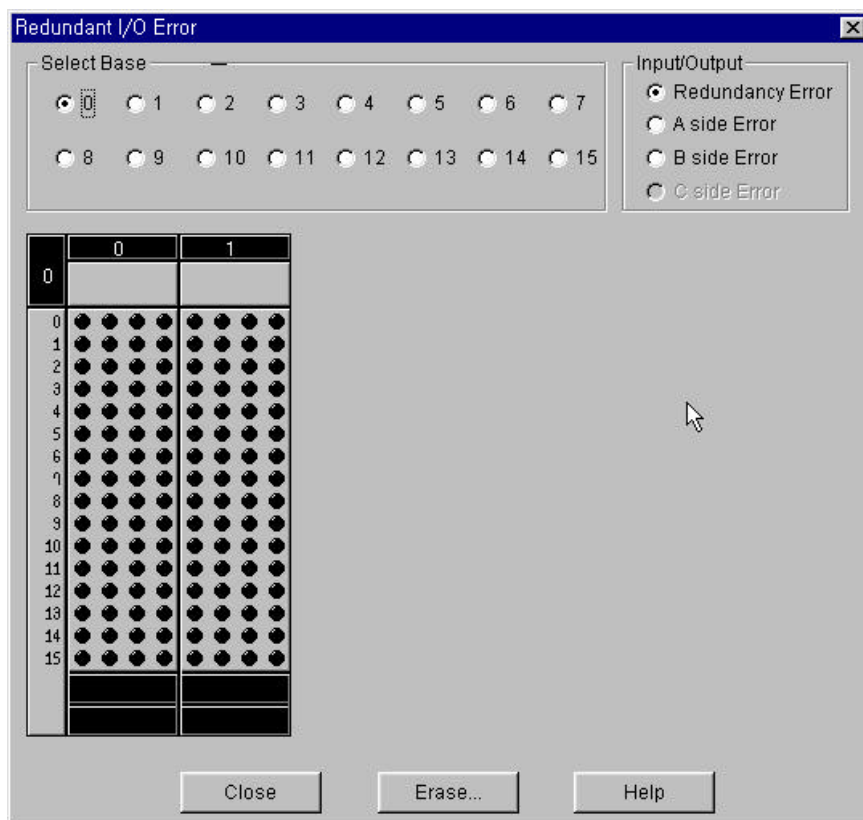 Redundant I/O Error
Select Base
0 1 2 3 4 5 6 7
8 9 10 11 12 13 14 15
Input/Output
Redundancy Error
A side Error
B side Error
C side Error
0 1
0
0
1
2
3
4
5
6
7
8
9
10
11
12
13
14
15
Close Erase... Help